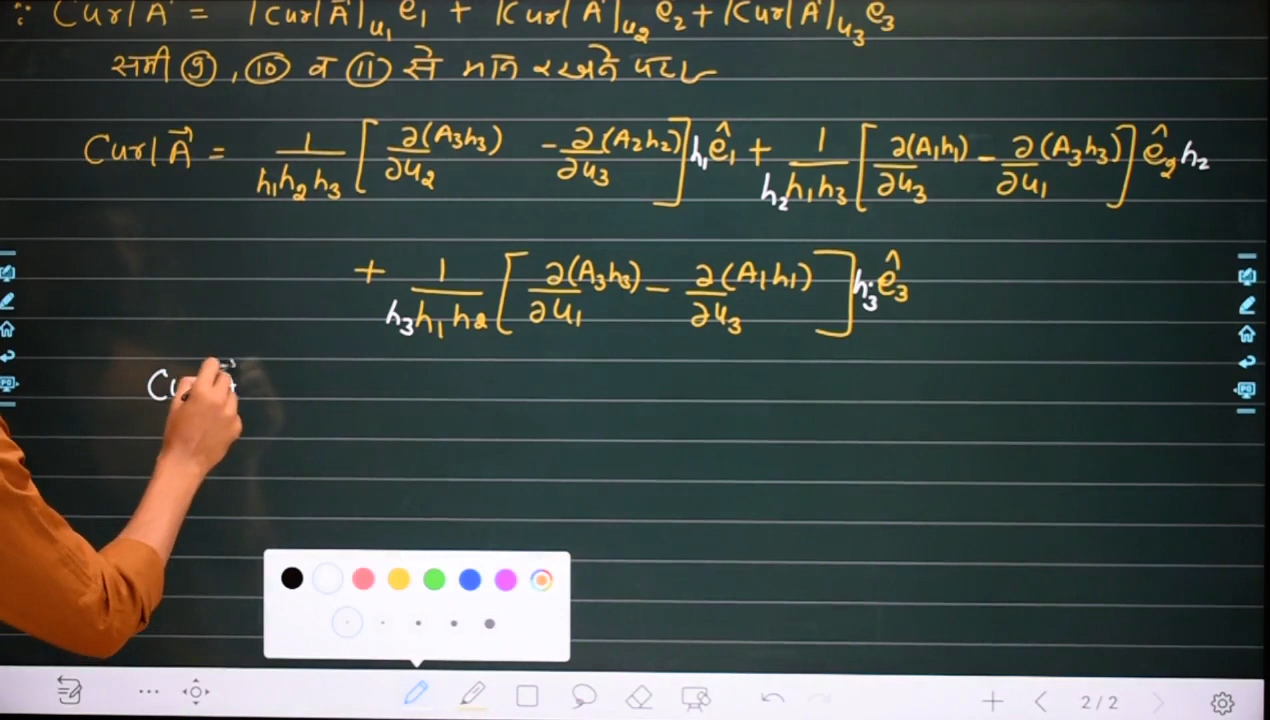 ∵ Curl A = |Curl A|u₁ e₁ + |Curl A|u₂ e₂ + |Curl A|u₃ e₃
समी ⑨, ⑩ व ⑪ से मान रखने पर
Curl A⃗ = 1/(h₁h₂h₃) [∂(A₃h₃)/∂u₂ - ∂(A₂h₂)/∂u₃] h₁ê₁ + 1/(h₂h₁h₃) [∂(A₁h₁)/∂u₃ - ∂(A₃h₃)/∂u₁] ê₂h₂
+ 1/(h₃h₁h₂) [∂(A₃h₃)/∂u₁ - ∂(A₁h₁)/∂u₃] h₃ê₃
2/2